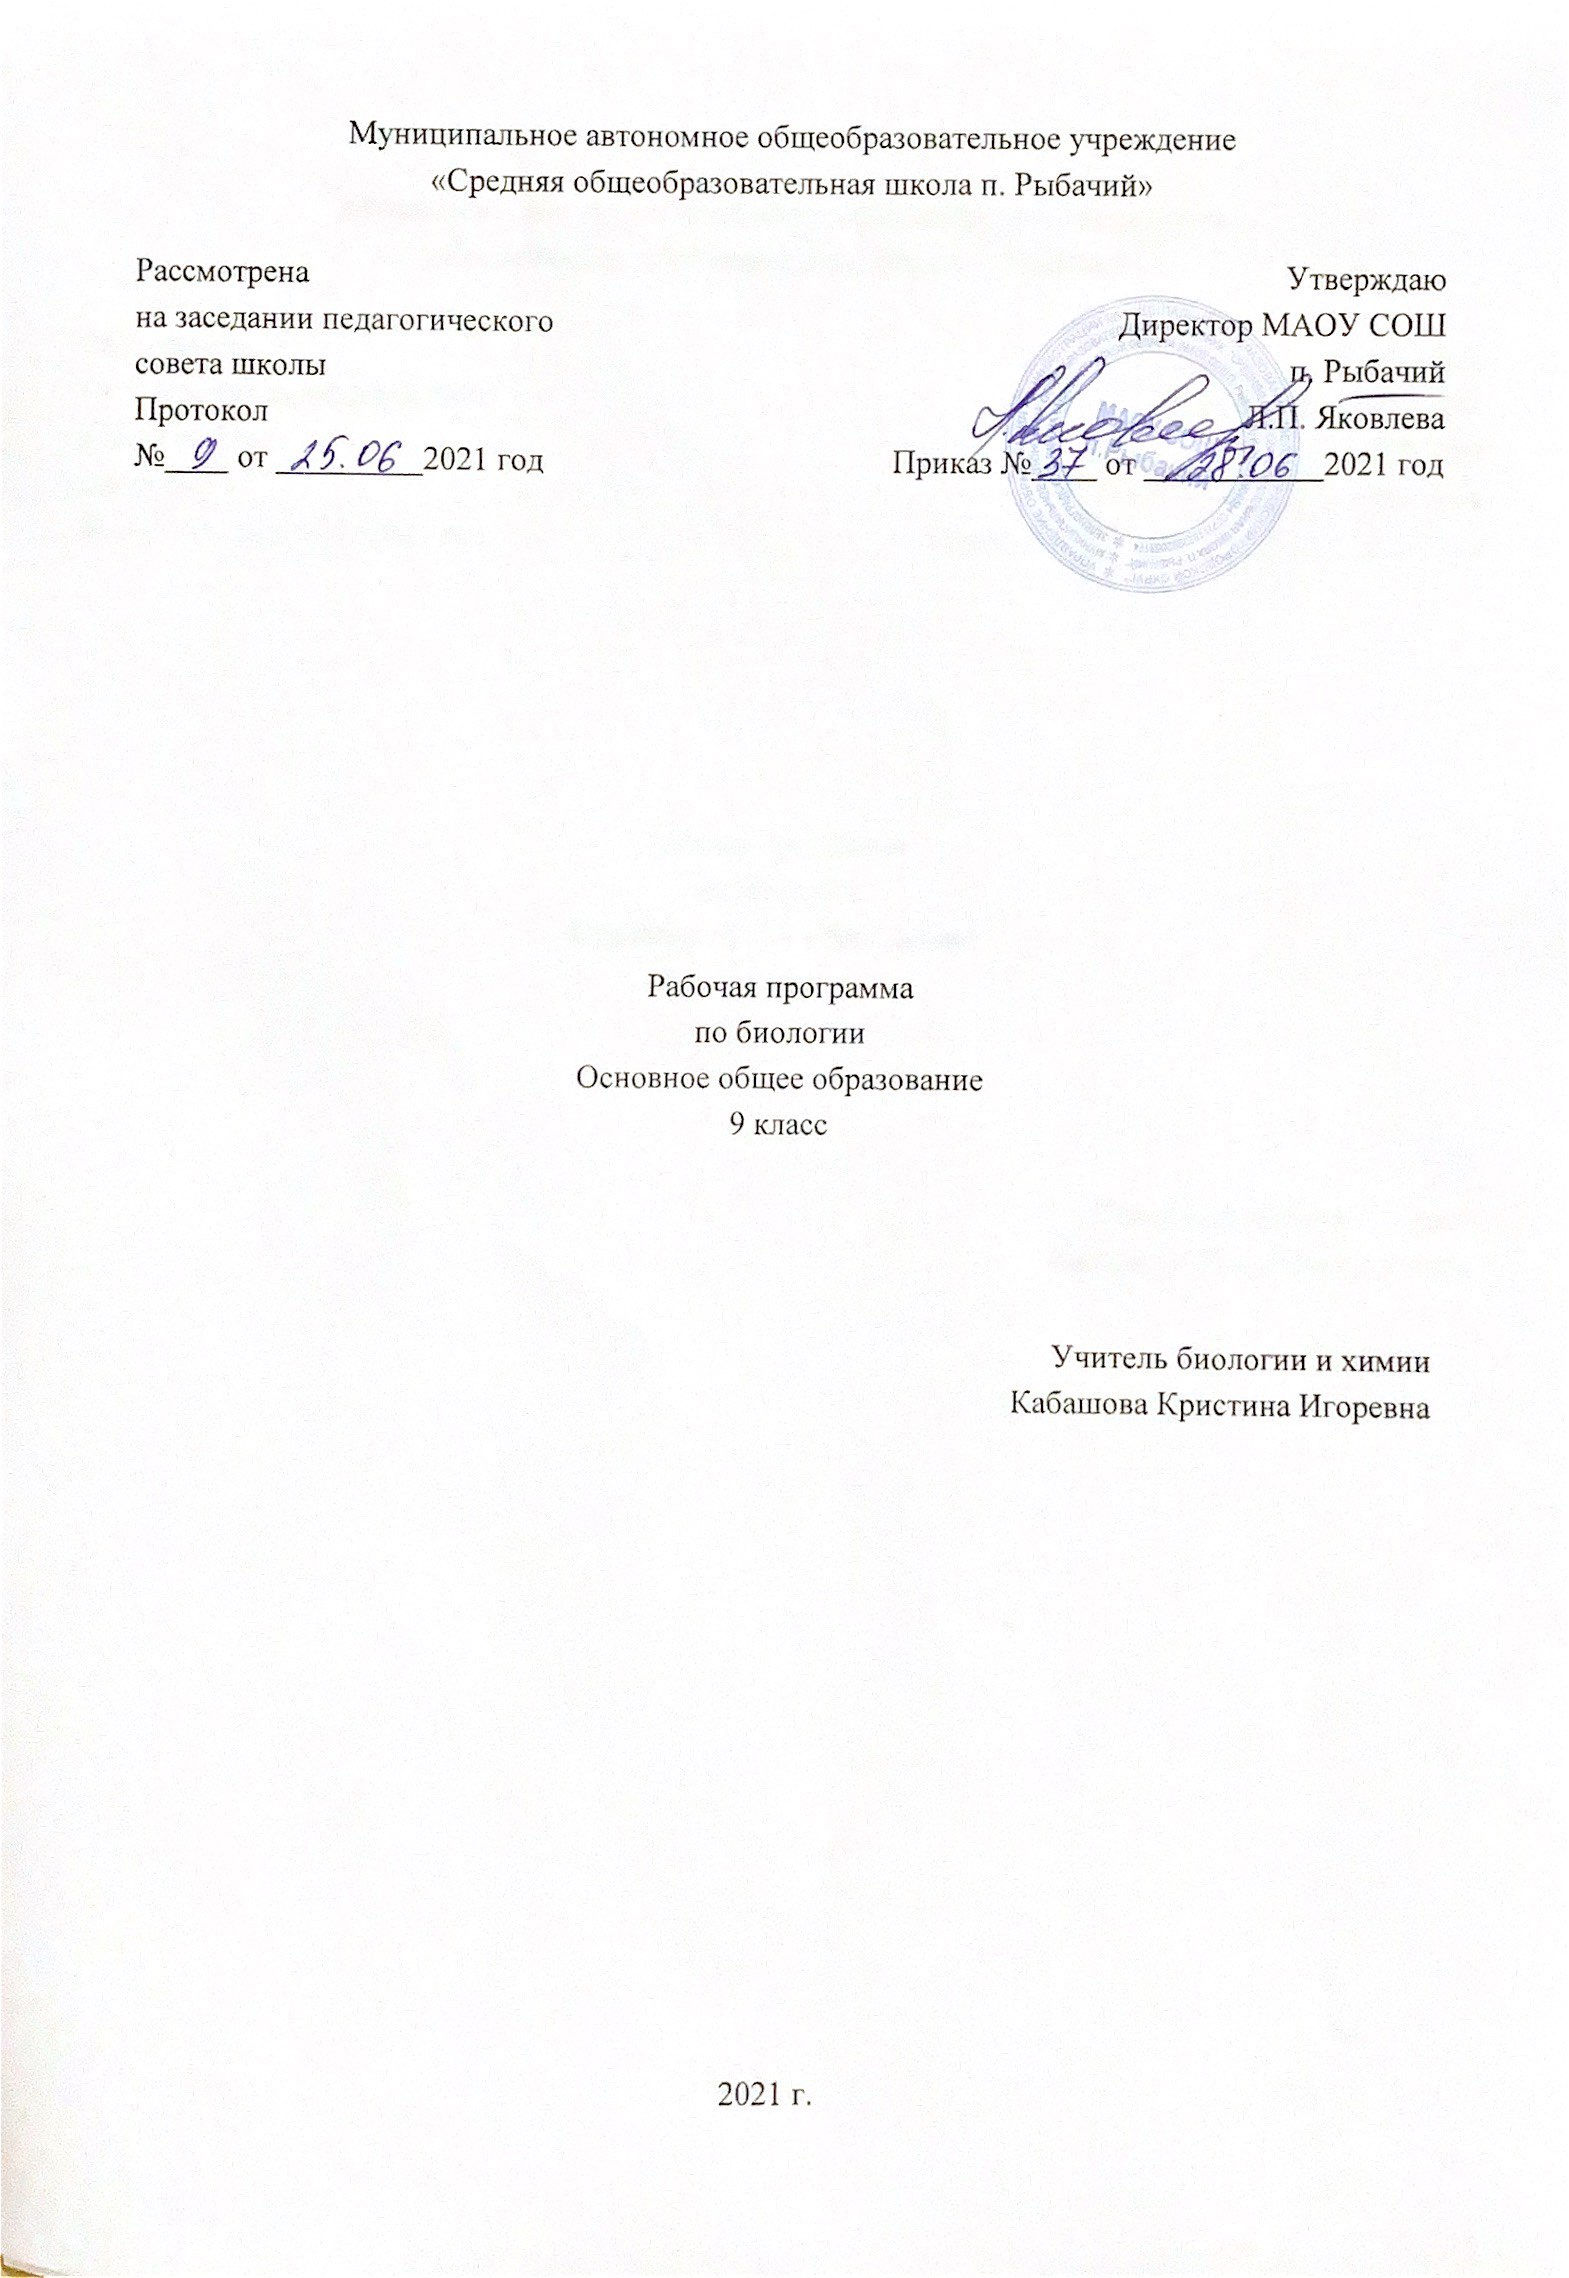 Муниципальное автономное общеобразовательное учреждение
«Средняя общеобразовательная школа п. Рыбачий»
Рассмотрена
на заседании педагогического
совета школы
Протокол
№ 9 от 25.06 2021 год
Утверждаю
Директор МАОУ СОШ
п. Рыбачий
Л.П. Яковлева
Приказ № 37 от 28.06 2021 год
Рабочая программа
по биологии
Основное общее образование
9 класс
Учитель биологии и химии
Кабашова Кристина Игоревна
2021 г.